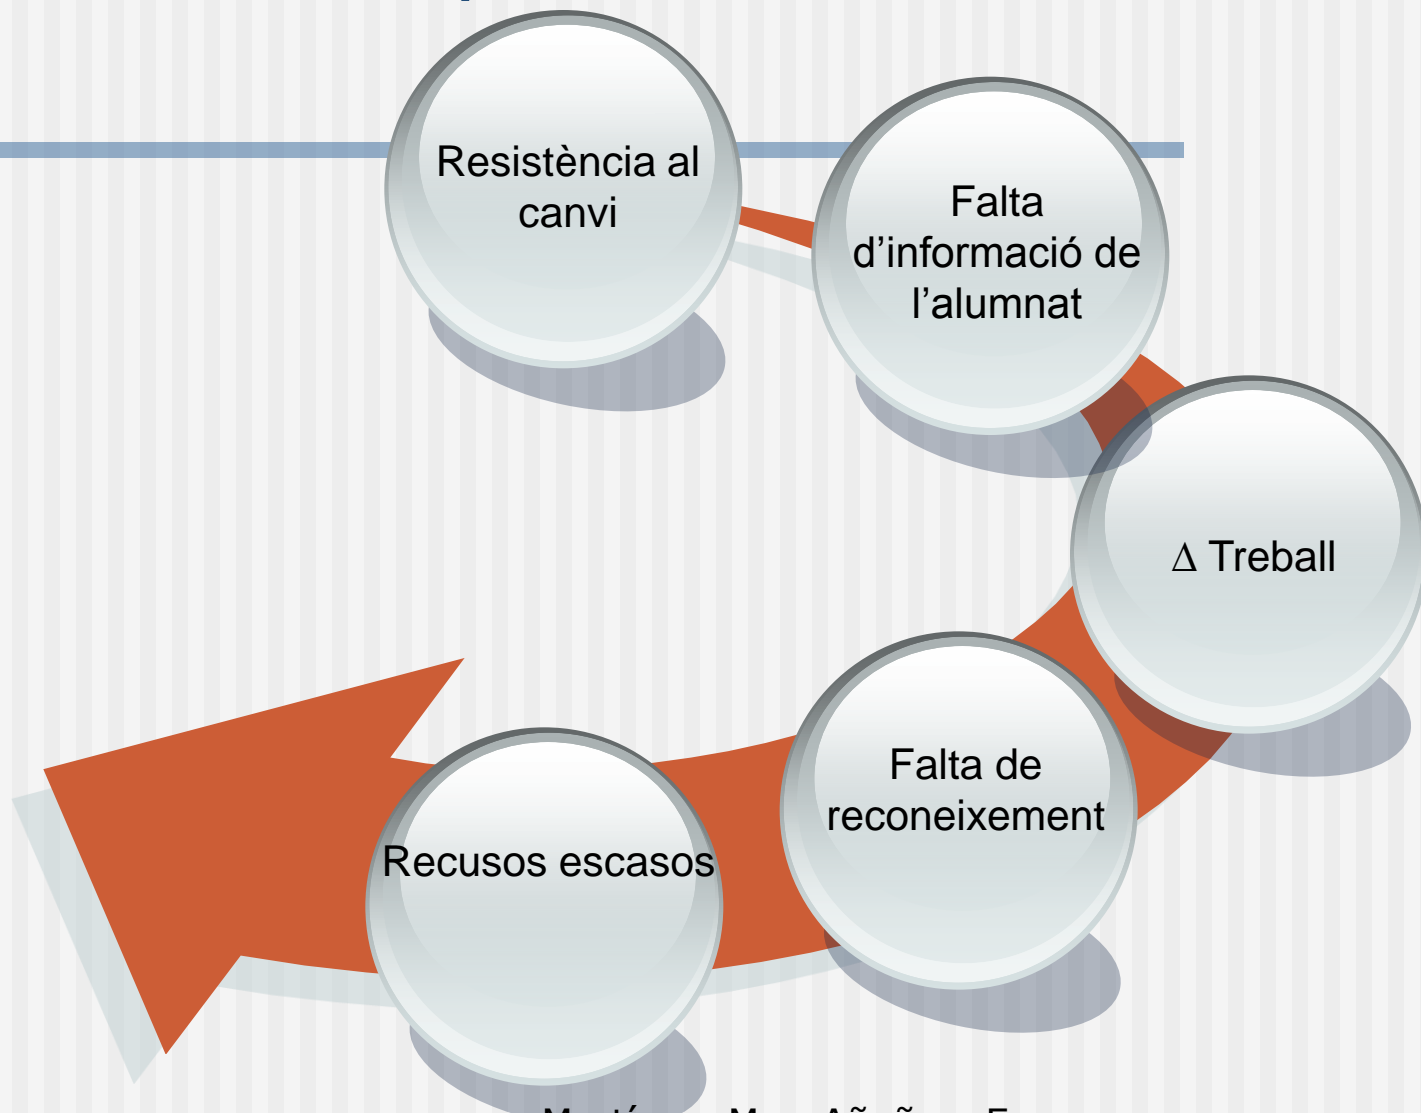 Resistència al
canvi
Falta
d’informació de
l’alumnat
Δ Treball
Falta de
reconeixement
Recusos escasos